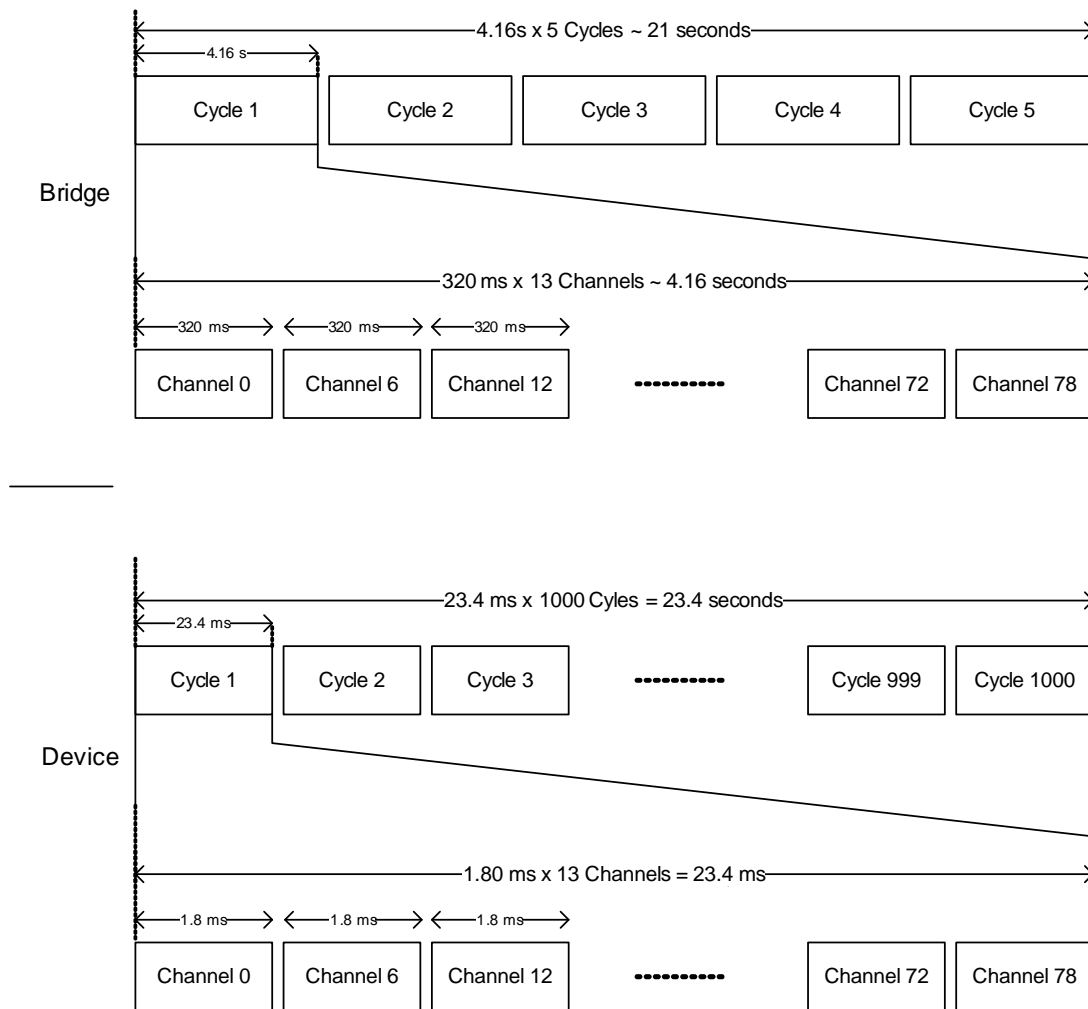 4.16s x 5 Cycles ~ 21 seconds
4.16 s
Cycle 1
Cycle 2
Cycle 3
Cycle 4
Cycle 5
Bridge
320 ms x 13 Channels ~ 4.16 seconds
320 ms
320 ms
320 ms
Channel 0
Channel 6
Channel 12
Channel 72
Channel 78
23.4 ms x 1000 Cyles = 23.4 seconds
23.4 ms
Cycle 1
Cycle 2
Cycle 3
Cycle 999
Cycle 1000
Device
1.80 ms x 13 Channels = 23.4 ms
1.8 ms
1.8 ms
1.8 ms
Channel 0
Channel 6
Channel 12
Channel 72
Channel 78